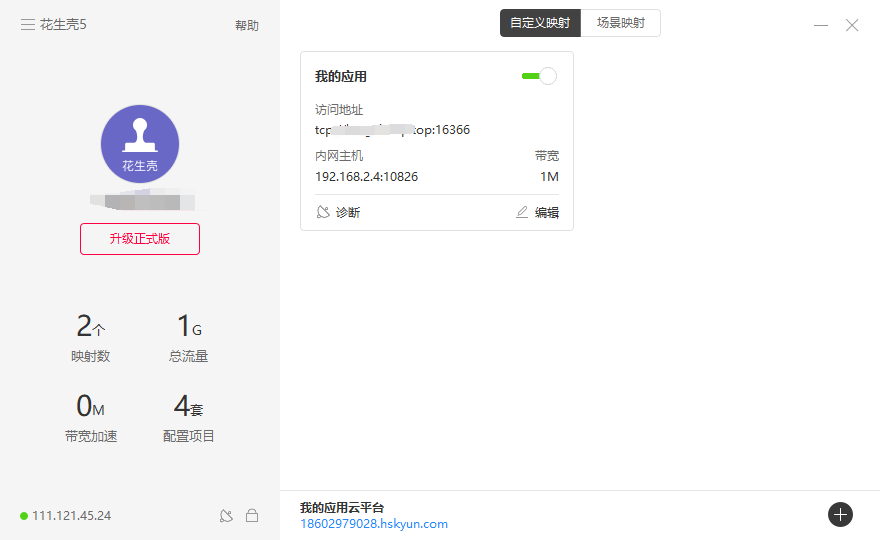 花生壳5
帮助
花生壳
升级正式版
2个
1G
映射数
总流量
0M
4套
带宽加速
配置项目
111.121.45.24
自定义映射
场景映射
我的应用
访问地址
tcp
top:16366
内网主机
带宽
192.168.2.4:10826
1M
诊断
编辑
我的应用云平台
18602979028.hskyun.com